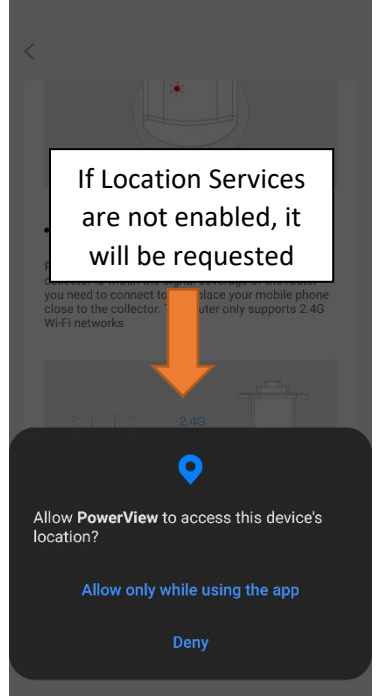 If Location Services
are not enabled, it
will be requested
you need to connect to place your mobile phone
close to the collector. uter only supports 2.4G
Wi-Fi networks
2.4G
Allow PowerView to access this device's
location?
Allow only while using the app
Deny